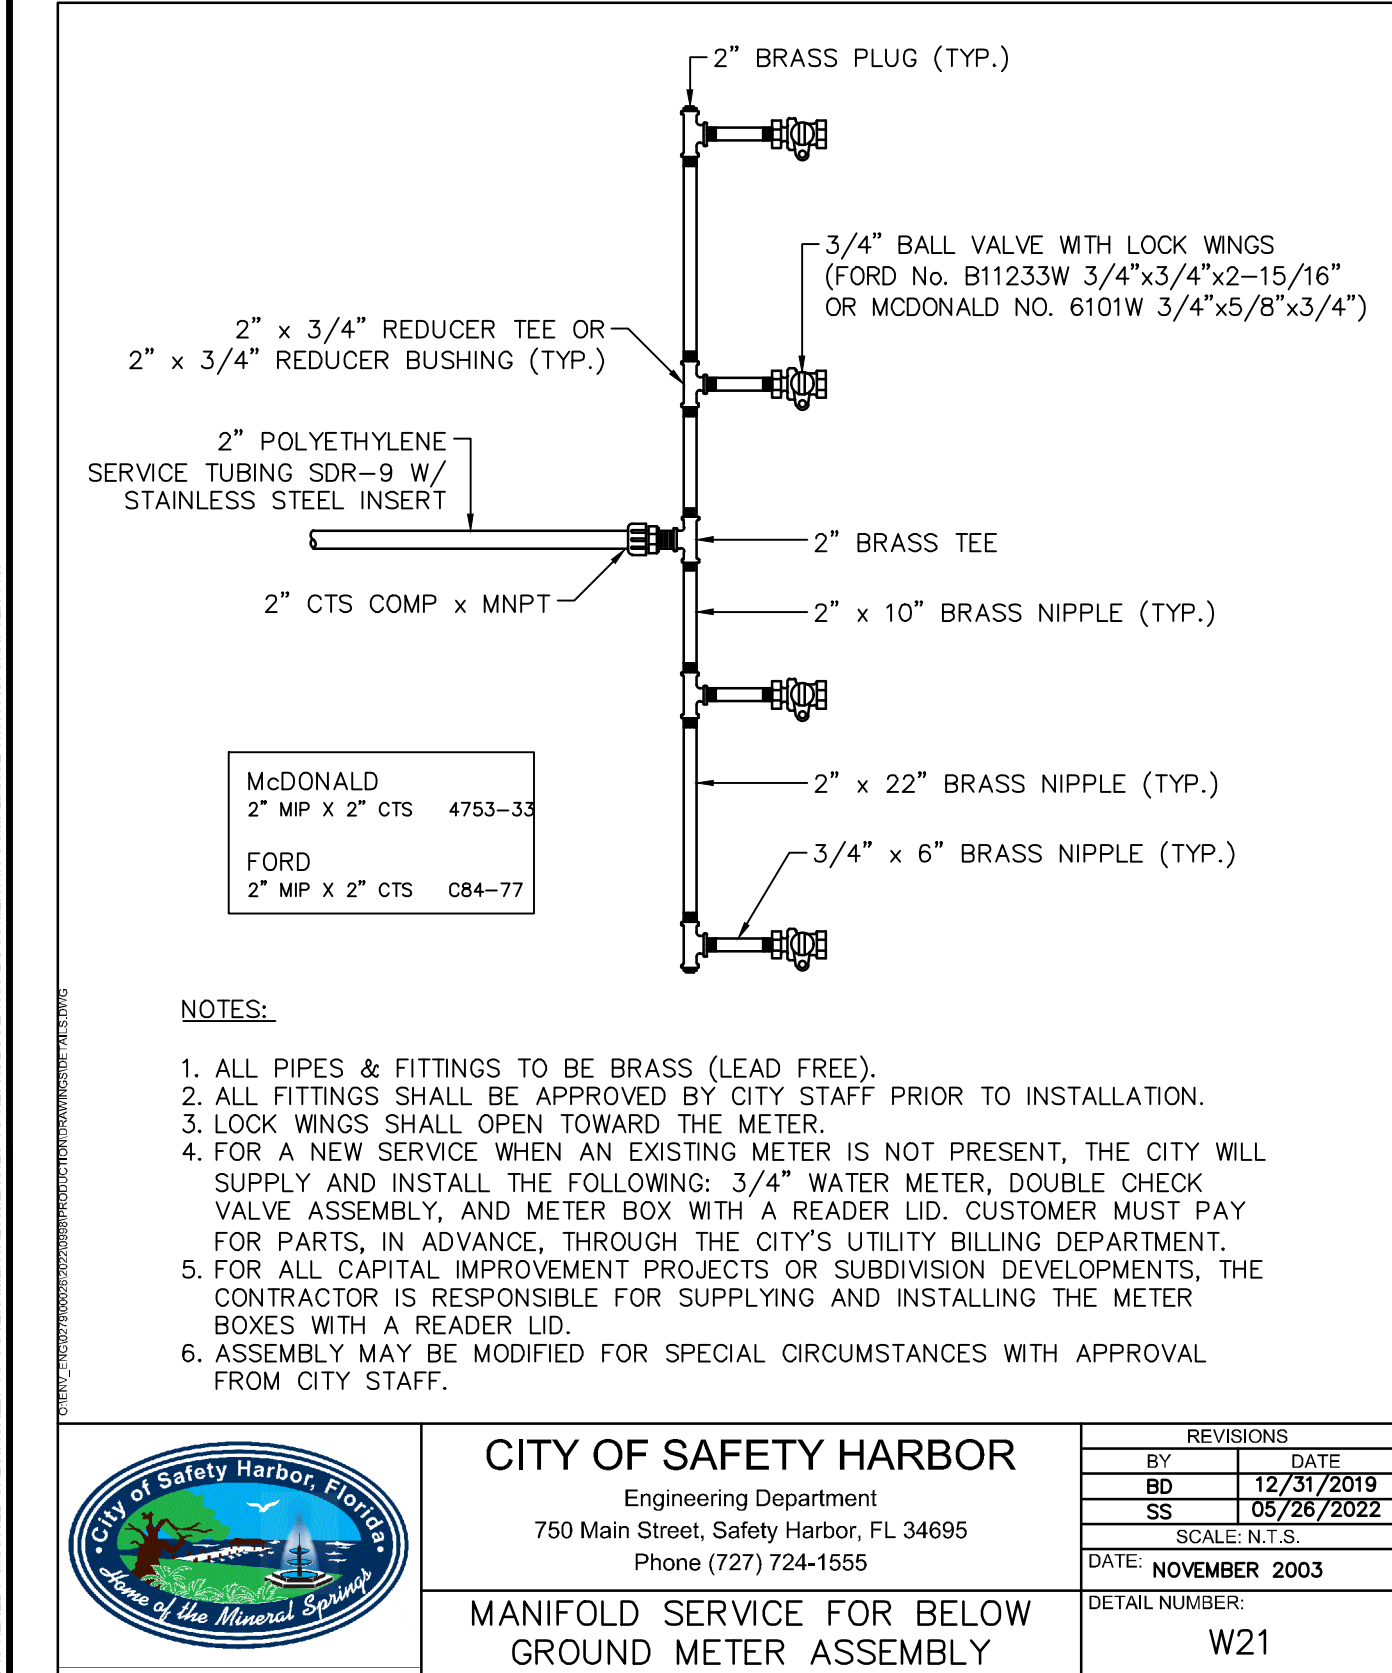 2" BRASS PLUG (TYP.)
3/4" BALL VALVE WITH LOCK WINGS
(FORD No. B11233W 3/4"x3/4"x2-15/16"
OR MCDONALD NO. 6101W 3/4"x5/8"x3/4")
2" x 3/4" REDUCER TEE OR
2" x 3/4" REDUCER BUSHING (TYP.)
2" POLYETHYLENE
SERVICE TUBING SDR-9 W/
STAINLESS STEEL INSERT
2" BRASS TEE
2" CTS COMP x MNPT
2" x 10" BRASS NIPPLE (TYP.)
McDONALD
2" MIP X 2" CTS 4753-33
FORD
2" MIP X 2" CTS C84-77
2" x 22" BRASS NIPPLE (TYP.)
3/4" x 6" BRASS NIPPLE (TYP.)
NOTES:
1. ALL PIPES & FITTINGS TO BE BRASS (LEAD FREE).
2. ALL FITTINGS SHALL BE APPROVED BY CITY STAFF PRIOR TO INSTALLATION.
3. LOCK WINGS SHALL OPEN TOWARD THE METER.
4. FOR A NEW SERVICE WHEN AN EXISTING METER IS NOT PRESENT, THE CITY WILL
SUPPLY AND INSTALL THE FOLLOWING: 3/4" WATER METER, DOUBLE CHECK
VALVE ASSEMBLY, AND METER BOX WITH A READER LID. CUSTOMER MUST PAY
FOR PARTS, IN ADVANCE, THROUGH THE CITY'S UTILITY BILLING DEPARTMENT.
5. FOR ALL CAPITAL IMPROVEMENT PROJECTS OR SUBDIVISION DEVELOPMENTS, THE
CONTRACTOR IS RESPONSIBLE FOR SUPPLYING AND INSTALLING THE METER
BOXES WITH A READER LID.
6. ASSEMBLY MAY BE MODIFIED FOR SPECIAL CIRCUMSTANCES WITH APPROVAL
FROM CITY STAFF.
O:\ENV_ENG\0279\00026\2022\0998\PRODUCTION\DRAWINGS\DETAILS.DWG
•City of Safety Harbor, Florida•
Home of the Mineral Springs
CITY OF SAFETY HARBOR
Engineering Department
750 Main Street, Safety Harbor, FL 34695
Phone (727) 724-1555
MANIFOLD SERVICE FOR BELOW
GROUND METER ASSEMBLY
REVISIONS
BY DATE
BD 12/31/2019
SS 05/26/2022
SCALE: N.T.S.
DATE: NOVEMBER 2003
DETAIL NUMBER:
W21